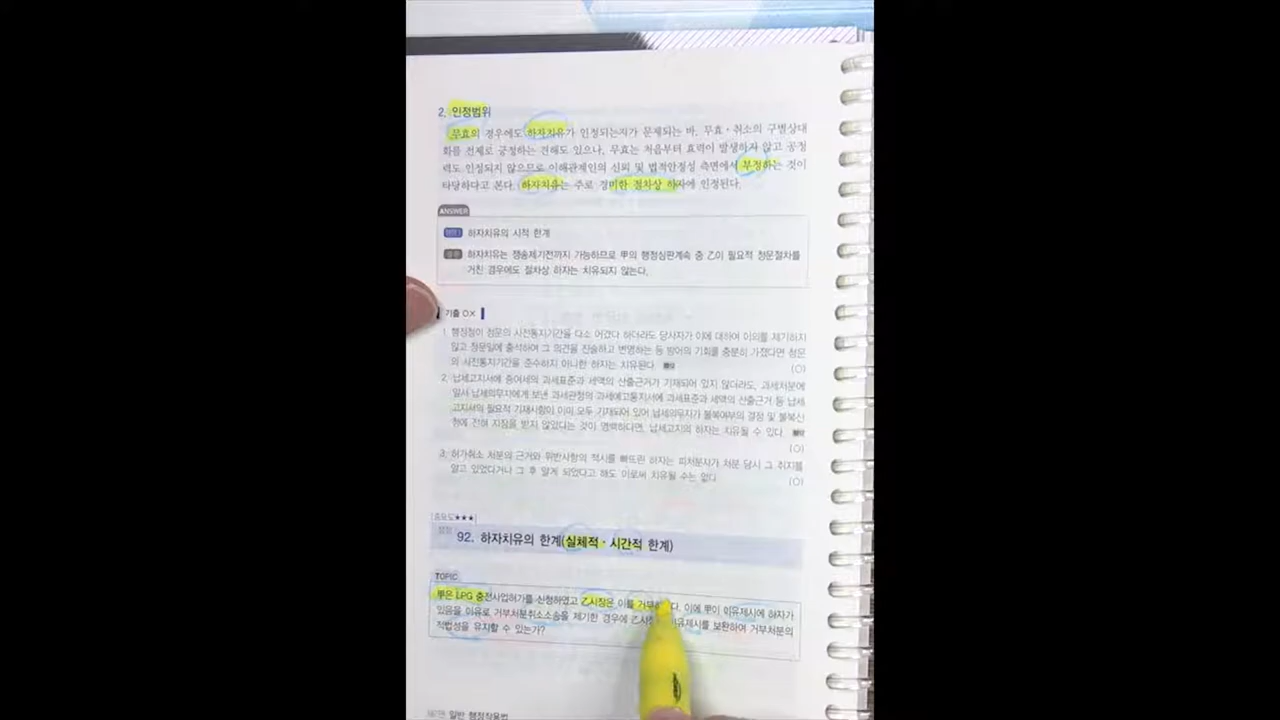 2. 인정범위
무효의 경우에도 하자치유가 인정되는지가 문제되는 바, 무효·취소의 구별상대
화를 전제로 긍정하는 견해도 있으나, 무효는 처음부터 효력이 발생하지 않고 공정
력도 인정되지 않으므로 이해관계인의 신뢰 및 법적안정성 측면에서 부정하는 것이
타당하다고 본다. 하자치유는 주로 경미한 절차상 하자에 인정된다.
ANSWER
하자치유의 시적 한계
하자치유는 쟁송제기전까지 가능하므로 甲의 행정심판계속 중 乙이 필요적 청문절차를
거친 경우에도 절차상 하자는 치유되지 않는다.
기출 OX
1. 행정청이 청문의 사전통지기간을 다소 어겼다 하더라도 당사자가 이에 대하여 이의를 제기하지
않고 청문일에 출석하여 그 의견을 진술하고 변명하는 등 방어의 기회를 충분히 가졌다면 청문
의 사전통지기간을 준수하지 아니한 하자는 치유된다.
(O)
2. 납세고지서에 증여세의 과세표준과 세액의 산출근거가 기재되어 있지 않더라도, 과세처분에
앞서 납세의무자에게 보낸 과세관청의 과세예고통지서에 과세표준과 세액의 산출근거 등 납세
고지서의 필요적 기재사항이 이미 모두 기재되어 있어 납세의무자가 불복여부의 결정 및 불복신
청에 전혀 지장을 받지 않았다는 것이 명백하다면, 납세고지의 하자는 치유될 수 있다.
(O)
3. 허가취소 처분의 근거와 위반사항의 적시를 빠뜨린 하자는 피처분자가 처분 당시 그 취지를
알고 있었다거나 그 후 알게 되었다고 해도 이로써 치유될 수는 없다.
(O)
중요도★★★
쟁점 92. 하자치유의 한계(실체적·시간적 한계)
TOPIC
甲은 LPG 충전사업허가를 신청하였고 乙시장은 이를 거부하 다. 이에 甲이 이유제시에 하자가
있음을 이유로 거부처분취소소송을 제기한 경우에 乙시 이유제시를 보완하여 거부처분의
적법성을 유지할 수 있는가?
일반 행정작용법